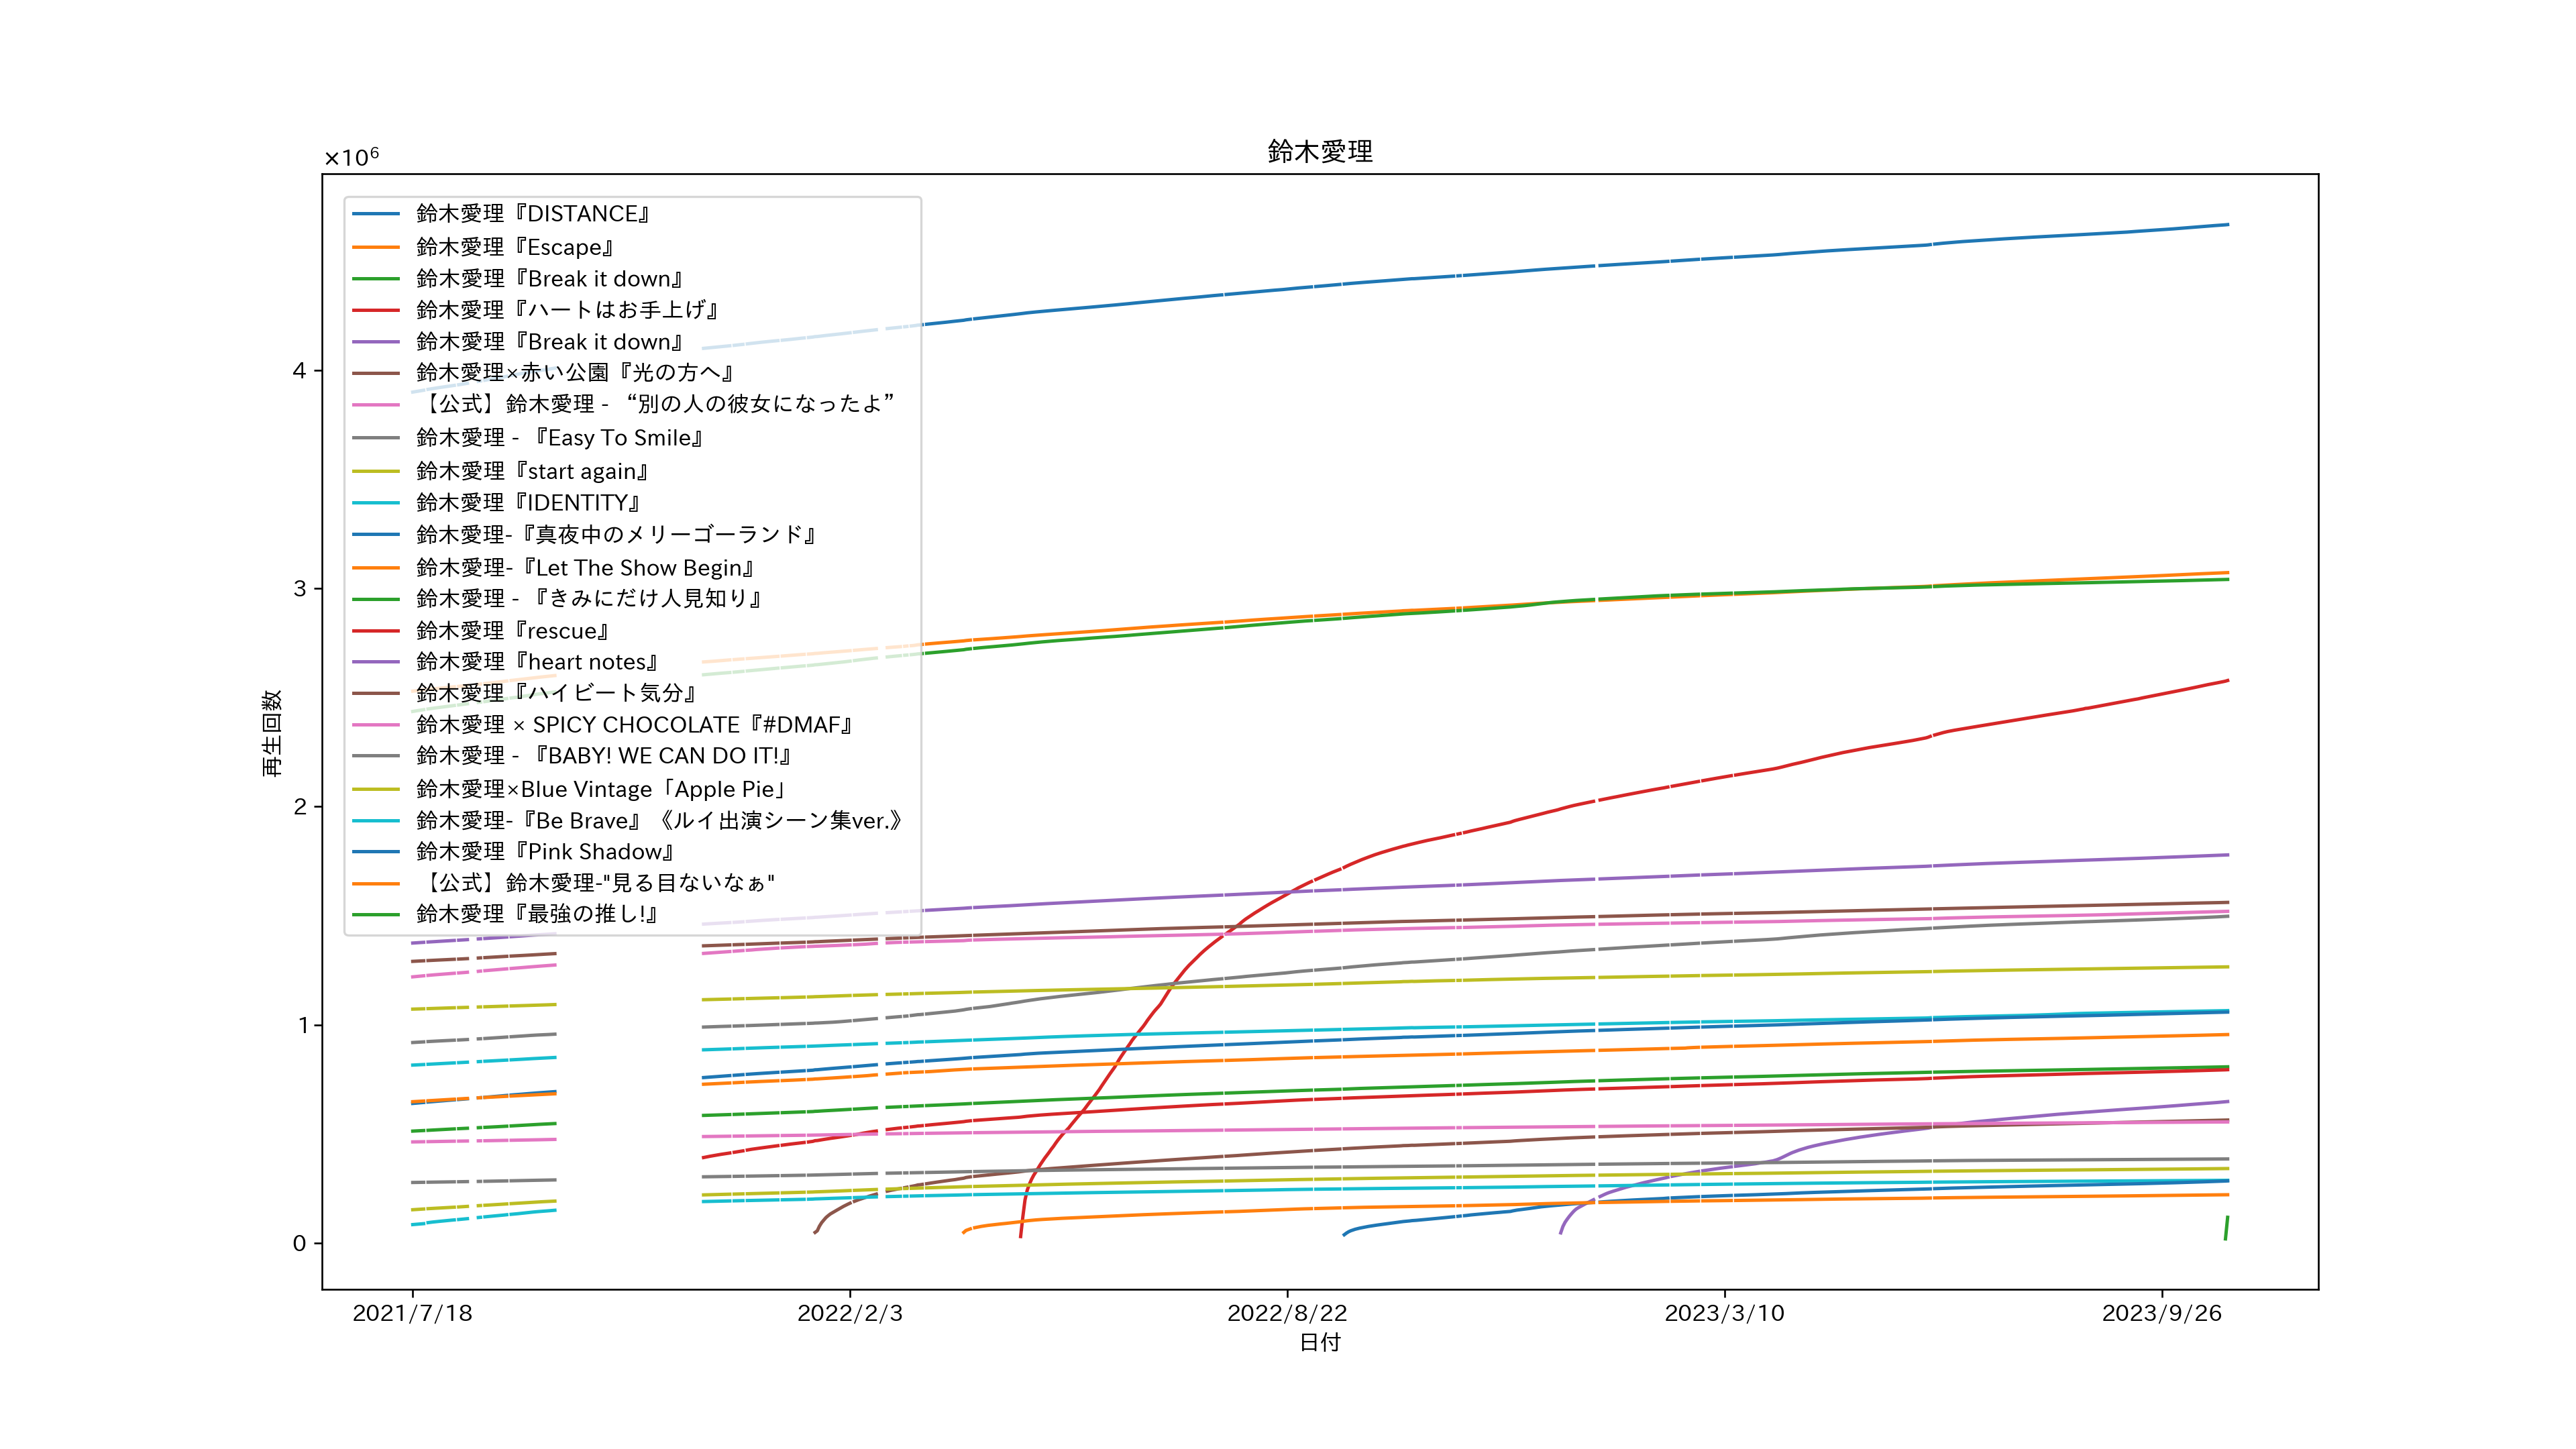 鈴木愛理
×10⁶
鈴木愛理『DISTANCE』
鈴木愛理『Escape』
鈴木愛理『Break it down』
鈴木愛理『ハートはお手上げ』
鈴木愛理『Break it down』
鈴木愛理×赤い公園『光の方へ』
【公式】鈴木愛理 - “別の人の彼女になったよ”
鈴木愛理 - 『Easy To Smile』
鈴木愛理『start again』
鈴木愛理『IDENTITY』
鈴木愛理-『真夜中のメリーゴーランド』
鈴木愛理-『Let The Show Begin』
鈴木愛理 - 『きみにだけ人見知り』
鈴木愛理『rescue』
鈴木愛理『heart notes』
鈴木愛理『ハイビート気分』
鈴木愛理 × SPICY CHOCOLATE『#DMAF』
鈴木愛理 - 『BABY! WE CAN DO IT!』
鈴木愛理×Blue Vintage「Apple Pie」
鈴木愛理-『Be Brave』《ルイ出演シーン集ver.》
鈴木愛理『Pink Shadow』
【公式】鈴木愛理-"見る目ないなぁ"
鈴木愛理『最強の推し!』
再生回数
4
3
2
1
0
2021/7/18
2022/2/3
2022/8/22
2023/3/10
2023/9/26
日付